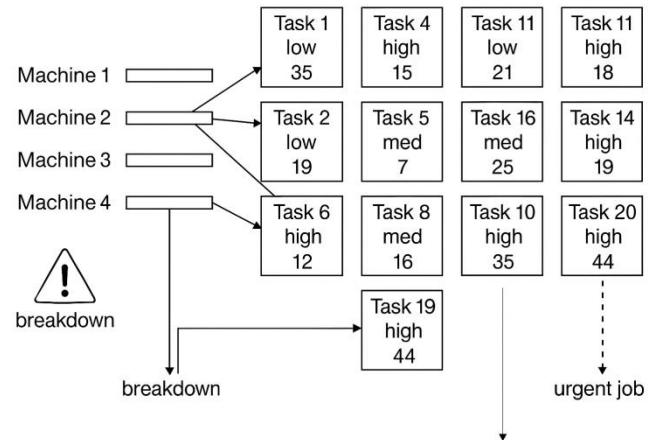 Machine 1
Machine 2
Machine 3
Machine 4
breakdown
Task 1
low
35
Task 4
high
15
Task 11
low
21
Task 11
high
18
Task 2
low
19
Task 5
med
7
Task 16
med
25
Task 14
high
19
Task 6
high
12
Task 8
med
16
Task 10
high
35
Task 20
high
44
Task 19
high
44
breakdown
urgent job